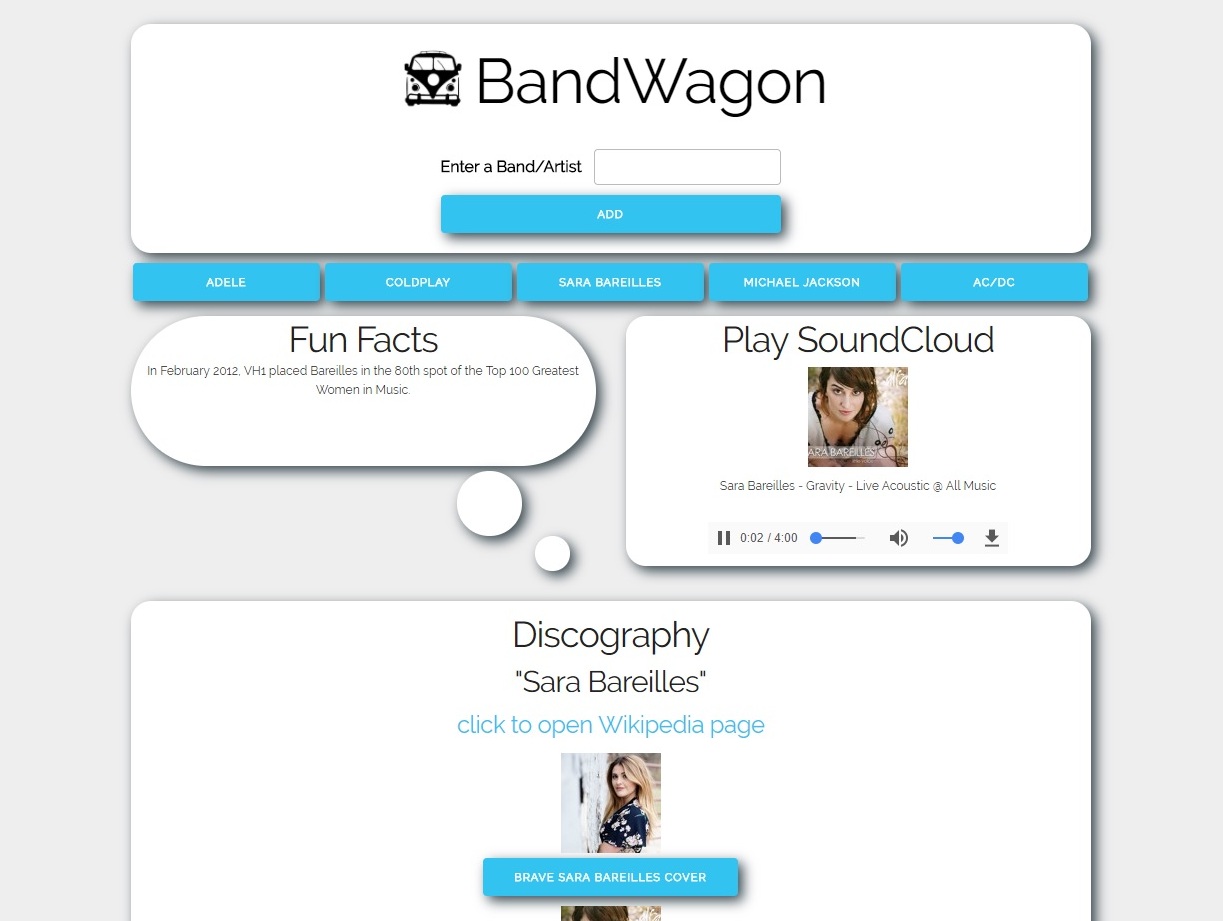 BandWagon
Enter a Band/Artist
ADD
ADELE
COLDPLAY
SARA BAREILLES
MICHAEL JACKSON
AC/DC
Fun Facts
In February 2012, VH1 placed Bareilles in the 80th spot of the Top 100 Greatest
Women in Music.
Play SoundCloud
ARA BAREILLES
Sara Bareilles - Gravity - Live Acoustic @ All Music
0:02 / 4:00
Discography
"Sara Bareilles"
click to open Wikipedia page
BRAVE SARA BAREILLES COVER